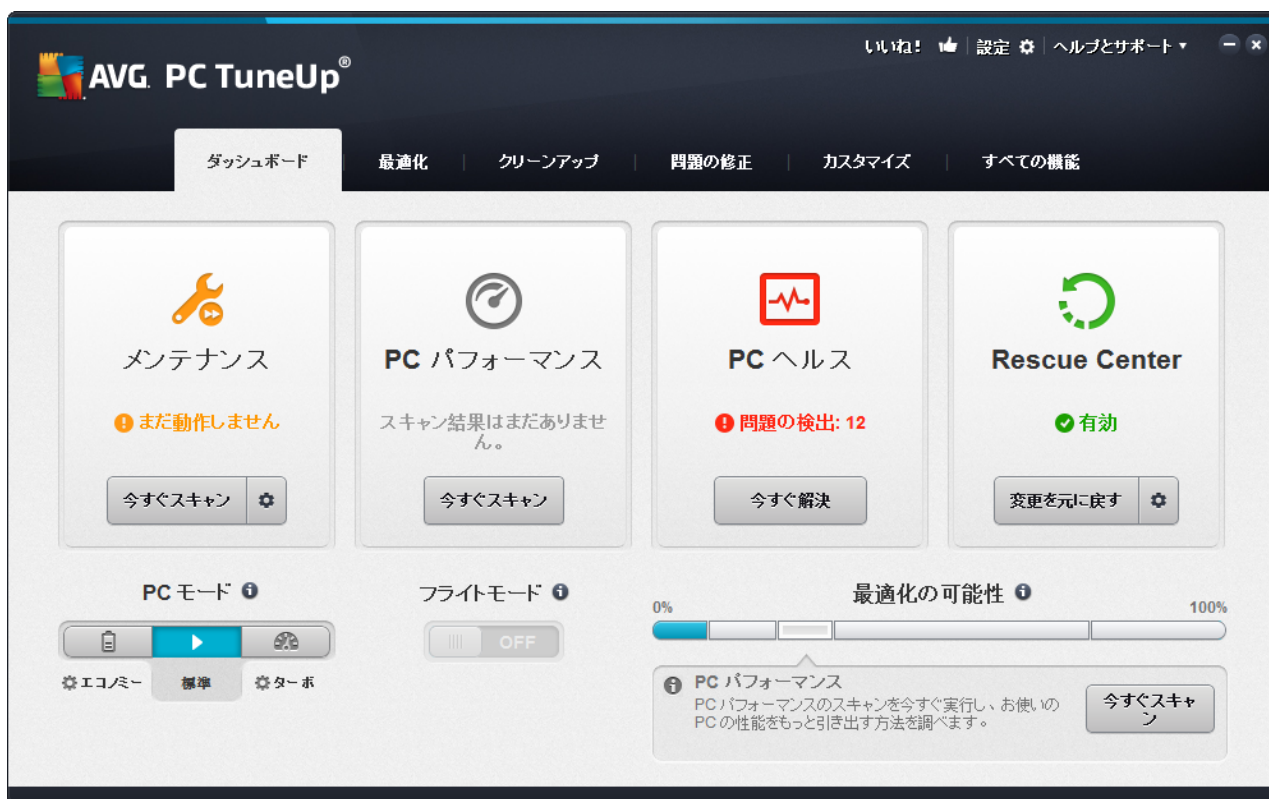 いいね! 設定 ヘルプとサポート
AVG. PC TuneUp®
ダッシュボード 最適化 クリーンアップ 問題の修正 カスタマイズ すべての機能
メンテナンス
まだ動作しません
今すぐスキャン
PC パフォーマンス
スキャン結果はまだありませ
ん。
今すぐスキャン
PC ヘルス
問題の検出: 12
今すぐ解決
Rescue Center
有効
変更を元に戻す
PC モード
エコノミー 標準 ターボ
フライトモード
OFF
最適化の可能性
0% 100%
PC パフォーマンス
PC パフォーマンスのスキャンを今すぐ実行し、お使いの
PC の性能をもっと引き出す方法を調べます。
今すぐスキャ
ン